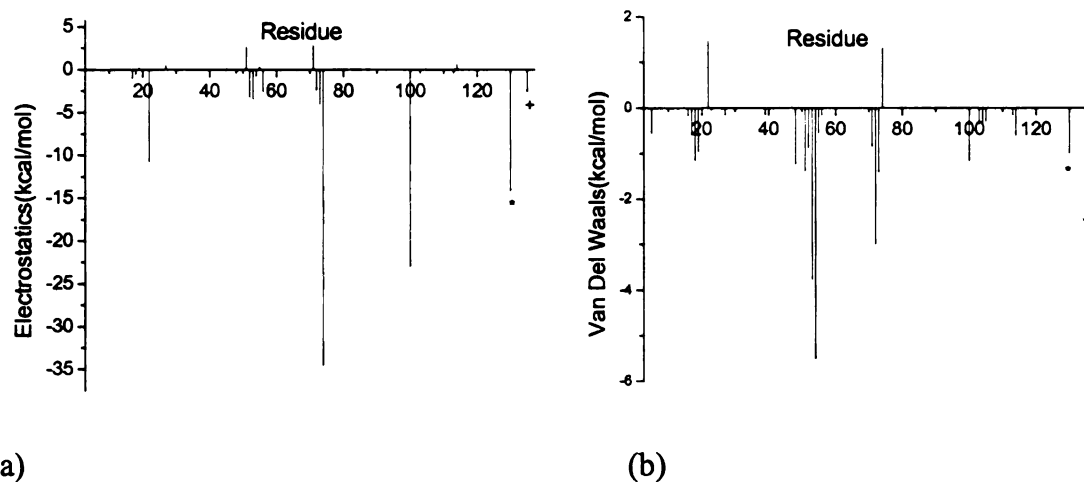 Residue
Electrostatics(kcal/mol)
5
0
-5
-10
-15
-20
-25
-30
-35
20 40 60 80 100 120
+
*
a)
Residue
Van Del Waals(kcal/mol)
2
0
-2
-4
-6
20 40 60 80 100 120
*
(b)